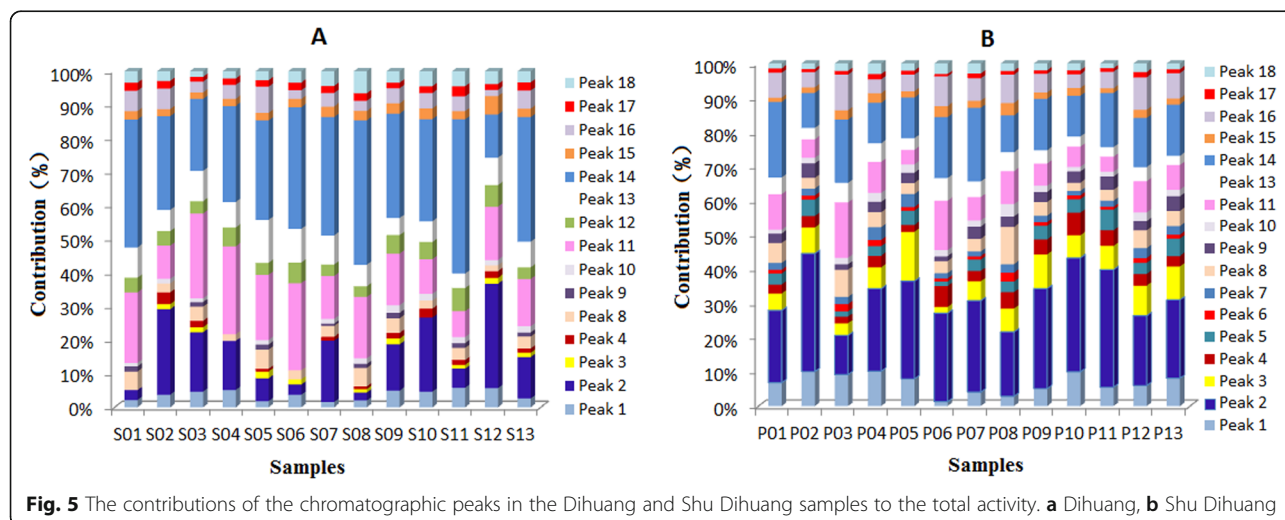 A
Contribution (%)
100%
90%
80%
70%
60%
50%
40%
30%
20%
10%
0%
S01 S02 S03 S04 S05 S06 S07 S08 S09 S10 S11 S12 S13
Samples
Peak 18
Peak 17
Peak 16
Peak 15
Peak 14
Peak 13
Peak 12
Peak 11
Peak 10
Peak 9
Peak 8
Peak 4
Peak 3
Peak 2
Peak 1
B
Contribution (%)
100%
90%
80%
70%
60%
50%
40%
30%
20%
10%
0%
P01 P02 P03 P04 P05 P06 P07 P08 P09 P10 P11 P12 P13
Samples
Peak 18
Peak 17
Peak 16
Peak 15
Peak 14
Peak 13
Peak 11
Peak 10
Peak 9
Peak 8
Peak 7
Peak 6
Peak 5
Peak 4
Peak 3
Peak 2
Peak 1
Fig. 5 The contributions of the chromatographic peaks in the Dihuang and Shu Dihuang samples to the total activity. a Dihuang, b Shu Dihuang